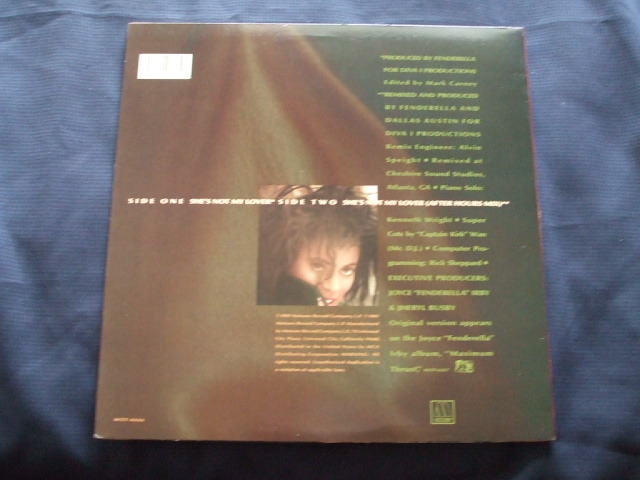 *PRODUCED BY FENDERELLA
FOR DIVA I PRODUCTIONS
Edited by Mark Carney
**REMIXED AND PRODUCED
BY FENDERELLA AND
DALLAS AUSTIN FOR
DIVA I PRODUCTIONS
Remix Engineer: Alvin
Speight • Remixed at
Cheshire Sound Studios,
Atlanta, GA • Piano Solo:
SIDE ONE SHE'S NOT MY LOVER* SIDE TWO SHE'S NOT MY LOVER (AFTER HOURS MIX)**
Kenneth Wright • Super
Cuts by "Captain Kirk" Wase
(Mc. D.J.) • Computer Pro-
gramming: Rick Sheppard •
EXECUTIVE PRODUCERS:
JOYCE "FENDERELLA" IRBY
& JHERYL BUSBY
Original version appears
on the Joyce "Fenderella"
Irby album, "Maximum
Thrust,"